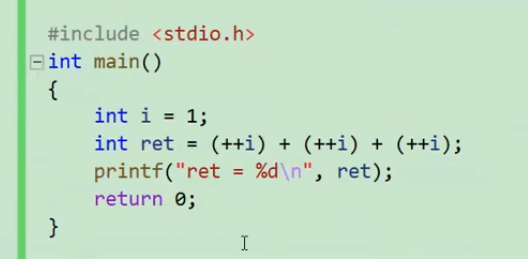 #include <stdio.h>
int main()
{
    int i = 1;
    int ret = (++i) + (++i) + (++i);
    printf("ret = %d\n", ret);
    return 0;
}